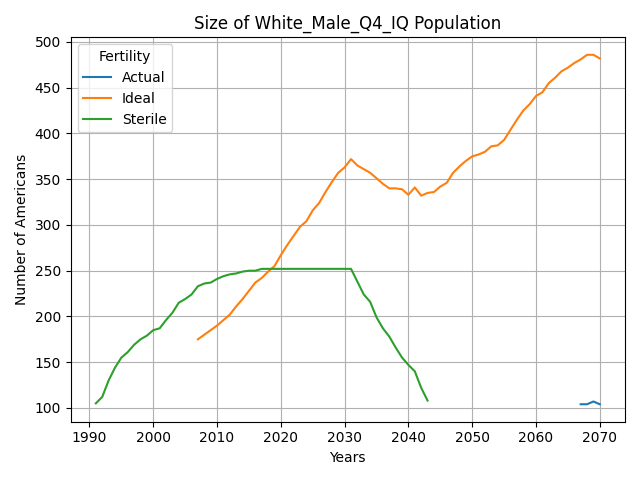 Size of White_Male_Q4_IQ Population
Number of Americans
500
450
400
350
300
250
200
150
100
Fertility
Actual
Ideal
Sterile
1990 2000 2010 2020 2030 2040 2050 2060 2070
Years